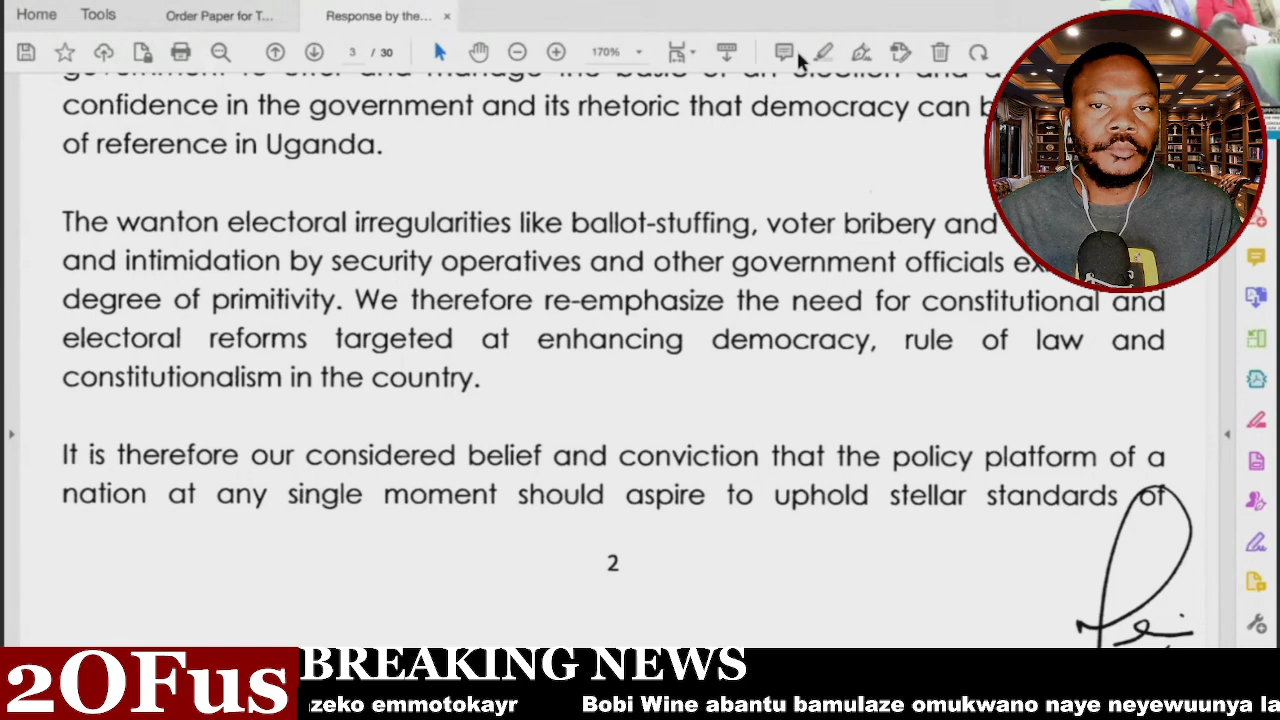 Home Tools Order Paper for T... Response by the... ×
3 / 30 170%
confidence in the government and its rhetoric that democracy can
of reference in Uganda.
The wanton electoral irregularities like ballot-stuffing, voter bribery and
and intimidation by security operatives and other government officials
degree of primitivity. We therefore re-emphasize the need for constitutional and
electoral reforms targeted at enhancing democracy, rule of law and
constitutionalism in the country.
It is therefore our considered belief and conviction that the policy platform of a
nation at any single moment should aspire to uphold stellar standards of
2
2OFus
BREAKING NEWS
zeko emmotokayr Bobi Wine abantu bamulaze omukwano naye neyewuunya la